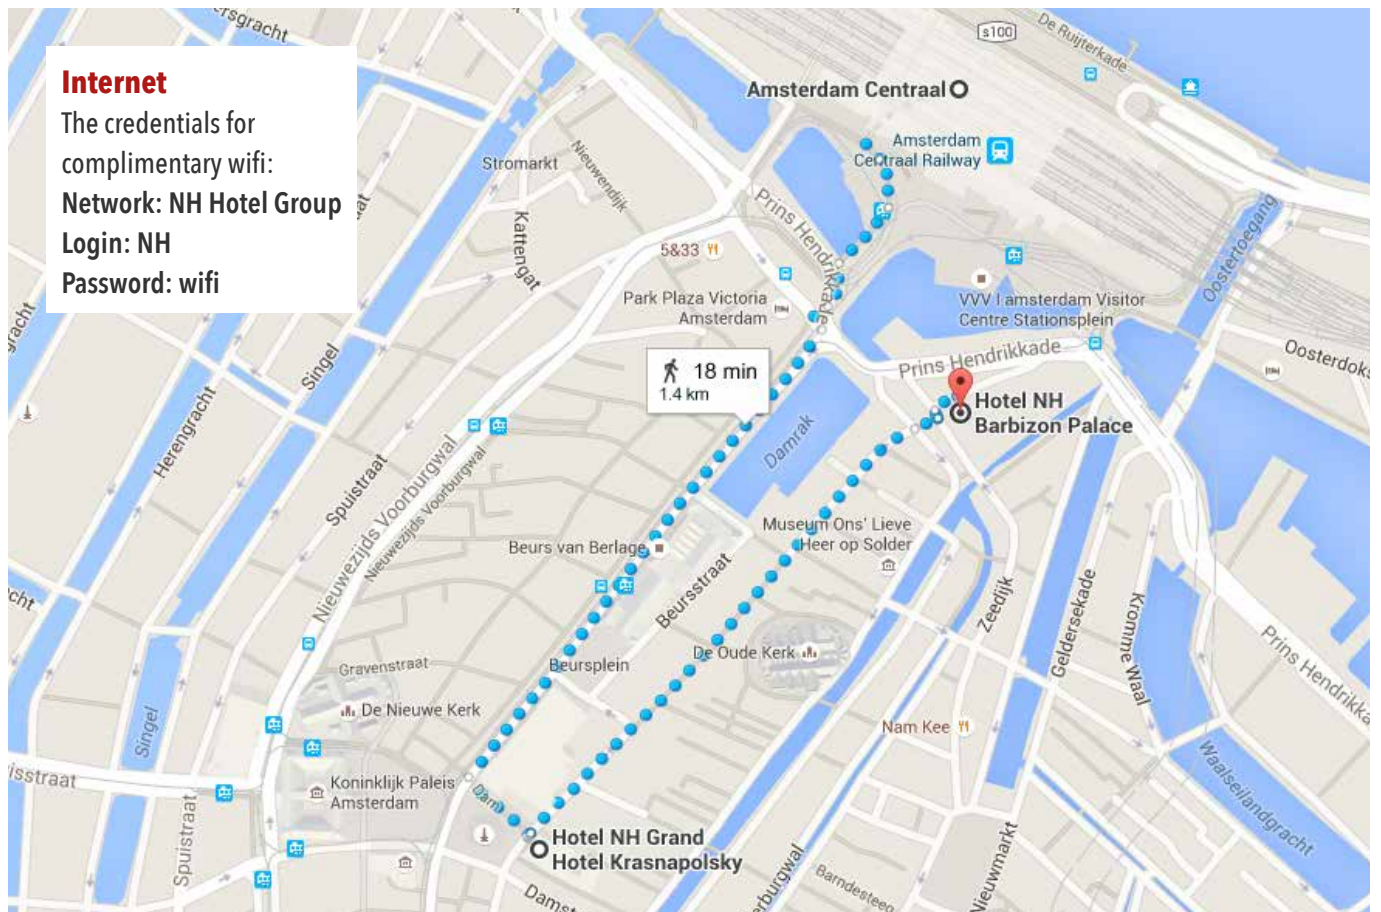 Internet
The credentials for
complimentary wifi:
Network: NH Hotel Group
Login: NH
Password: wifi
s100
De Ruijterkade
Amsterdam Centraal
Amsterdam
Centraal Railway
Stromarkt
Nieuwendijk
Kattengat
Prins Hendrikkade
5&33
Park Plaza Victoria
Amsterdam
Oostertoegang
VVV I amsterdam Visitor
Centre Stationsplein
Prins Hendrikkade
Oosterdoks
18 min
1.4 km
Hotel NH
Barbizon Palace
Singel
Herengracht
Spuistraat
Nieuwezijds Voorburgwal
Nieuwezijds Voorburgwal
Damrak
Museum Ons' Lieve
Heer op Solder
Beurs van Berlage
Beursstraat
Zeedijk
Geldersekade
Kromme Waal
Prins Hendrikka
Beursplein
De Oude Kerk
Gravenstraat
De Nieuwe Kerk
Singel
Nam Kee
Waalseilandgracht
isstraat
Koninklijk Paleis
Amsterdam
Dam
Spuistraat
Hotel NH Grand
Hotel Krasnapolsky
Damst
erburgwal
Barndesteeg
Nieuwmarkt